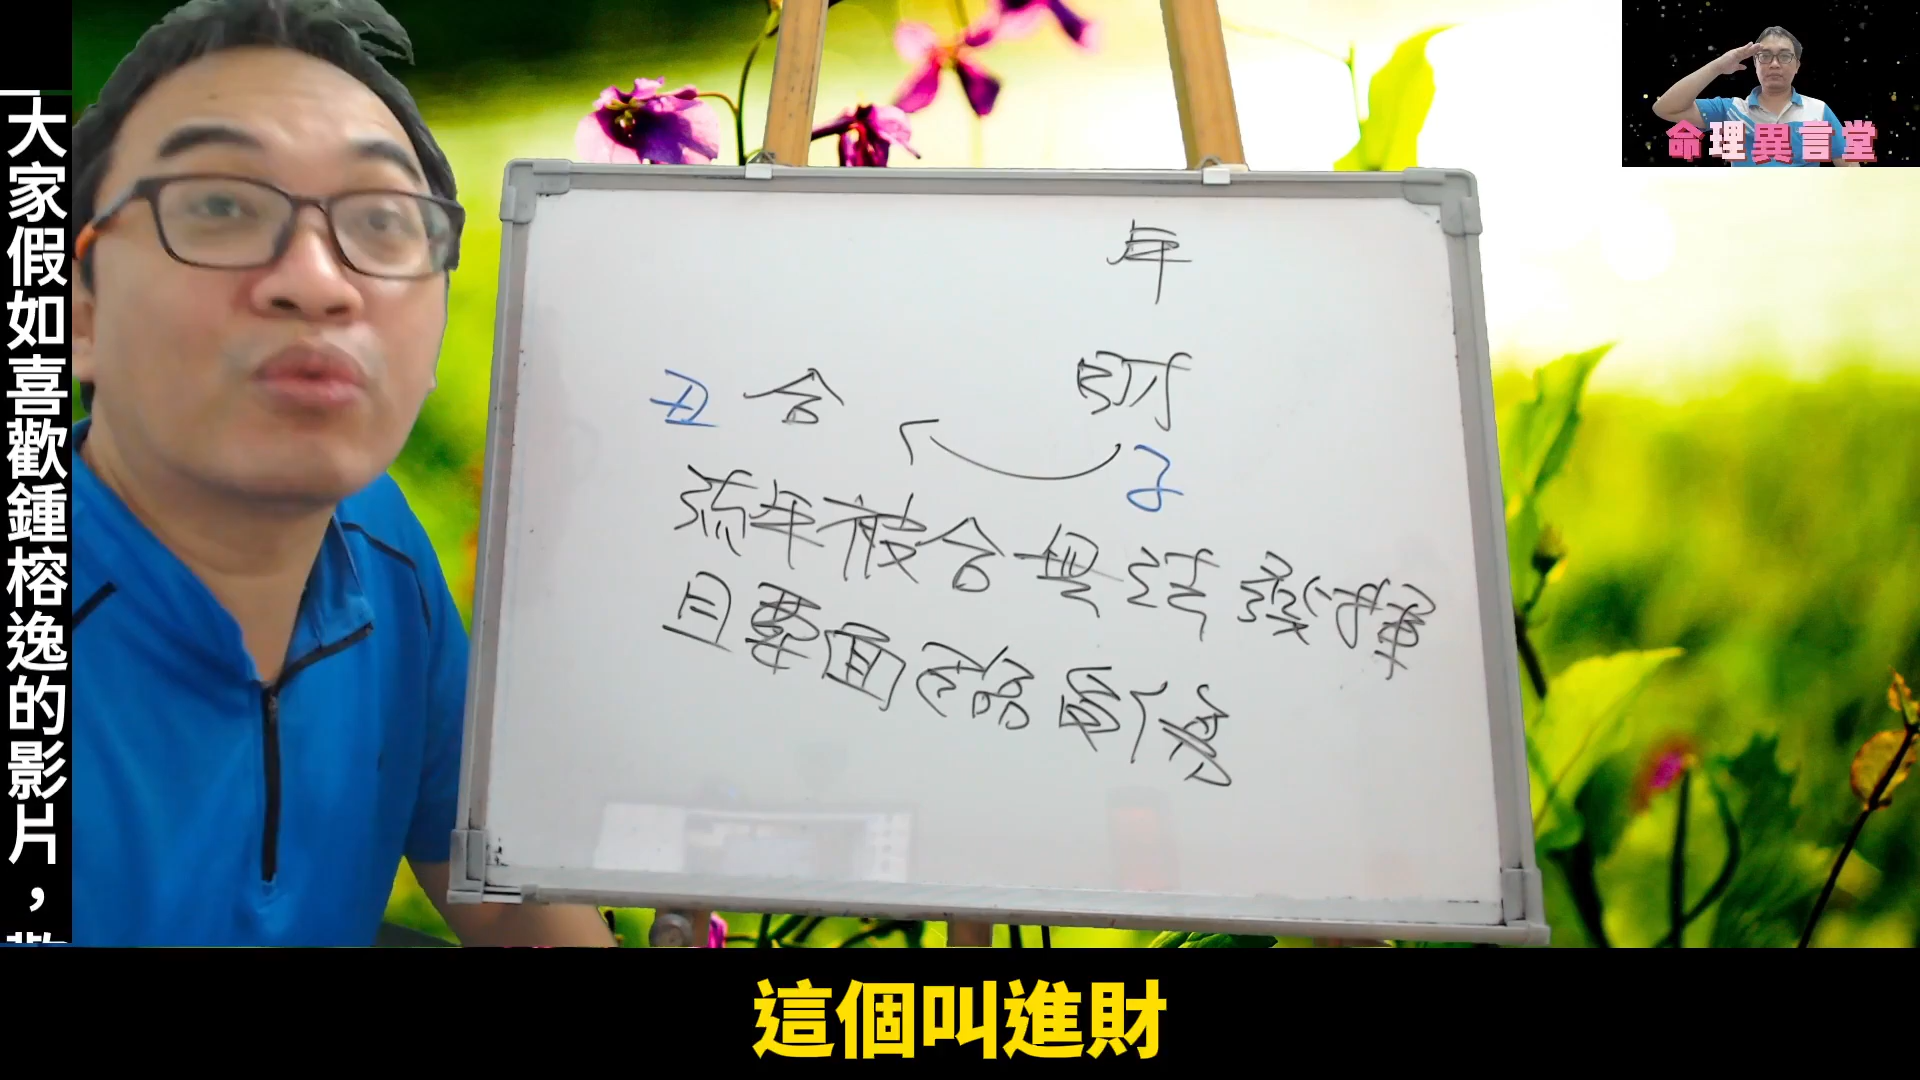 大家假如喜歡鍾榕逸的影片，
命理異言堂
年
財
丑 合
子
流年被合無法發揮
且要面臨
這個叫進財